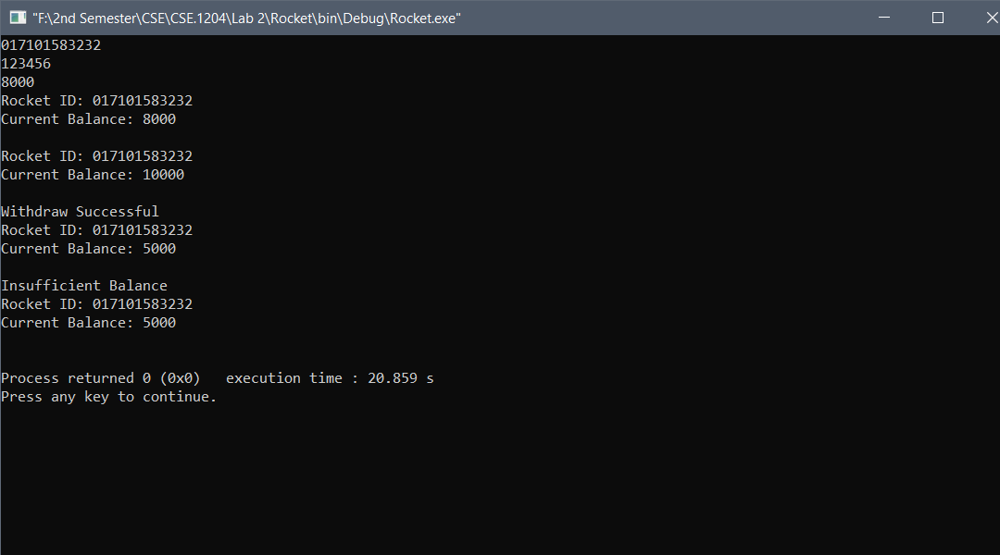 "F:\2nd Semester\CSE\CSE.1204\Lab 2\Rocket\bin\Debug\Rocket.exe"
017101583232
123456
8000
Rocket ID: 017101583232
Current Balance: 8000
Rocket ID: 017101583232
Current Balance: 10000
Withdraw Successful
Rocket ID: 017101583232
Current Balance: 5000
Insufficient Balance
Rocket ID: 017101583232
Current Balance: 5000
Process returned 0 (0x0)   execution time : 20.859 s
Press any key to continue.